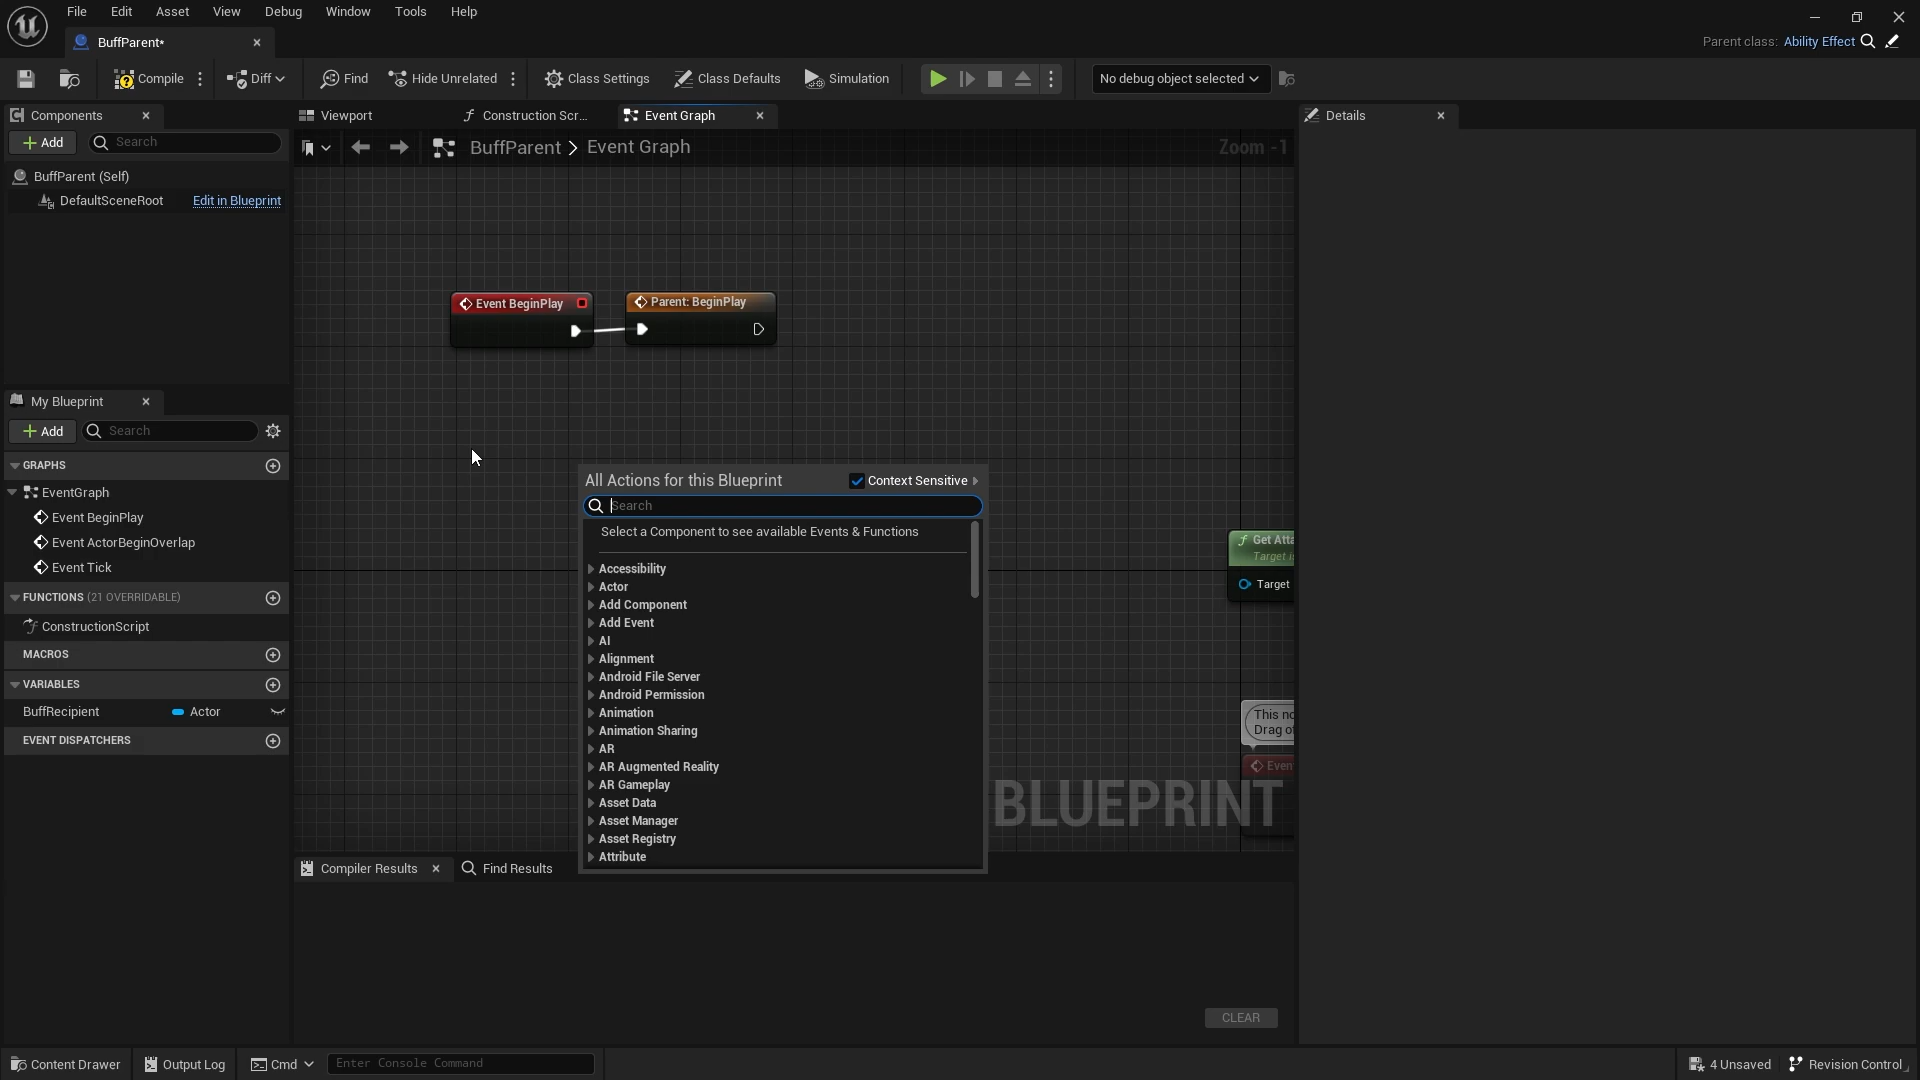 File Edit Asset View Debug Window Tools Help
BuffParent*
Parent class: Ability Effect
Compile Diff Find Hide Unrelated Class Settings Class Defaults Simulation No debug object selected
Components
Viewport Construction Scr... Event Graph
Details
Add Search
BuffParent > Event Graph
Zoom -1
BuffParent (Self)
DefaultSceneRoot Edit in Blueprint
Event BeginPlay
Parent: BeginPlay
My Blueprint
Add Search
GRAPHS
EventGraph
Event BeginPlay
Event ActorBeginOverlap
Event Tick
FUNCTIONS (21 OVERRIDABLE)
ConstructionScript
MACROS
VARIABLES
BuffRecipient Actor
EVENT DISPATCHERS
All Actions for this Blueprint Context Sensitive
Search
Select a Component to see available Events & Functions
Accessibility
Actor
Add Component
Add Event
AI
Alignment
Android File Server
Android Permission
Animation
Animation Sharing
AR
AR Augmented Reality
AR Gameplay
Asset Data
Asset Manager
Asset Registry
Attribute
Get Atta
Target i
Target
This no
Drag of
Even
BLUEPRINT
Compiler Results Find Results
CLEAR
Content Drawer Output Log Cmd Enter Console Command 4 Unsaved Revision Control